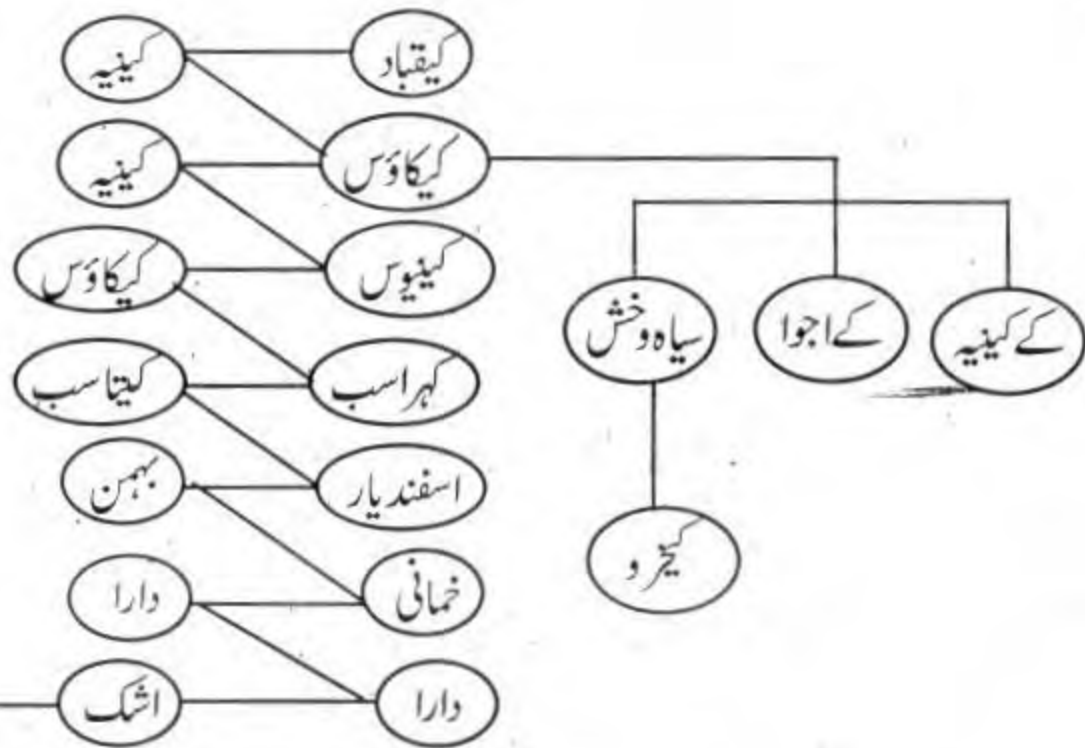 کیقباد
کینیہ
کیکاؤس
کینیہ
کینیوس
کیکاؤس
کہراسب
کیتاسب
اسفندیار
بہمن
خمانی
دارا
دارا
اشک
کے کینیہ
کے اجوا
سیاہ وخش
کیخرو